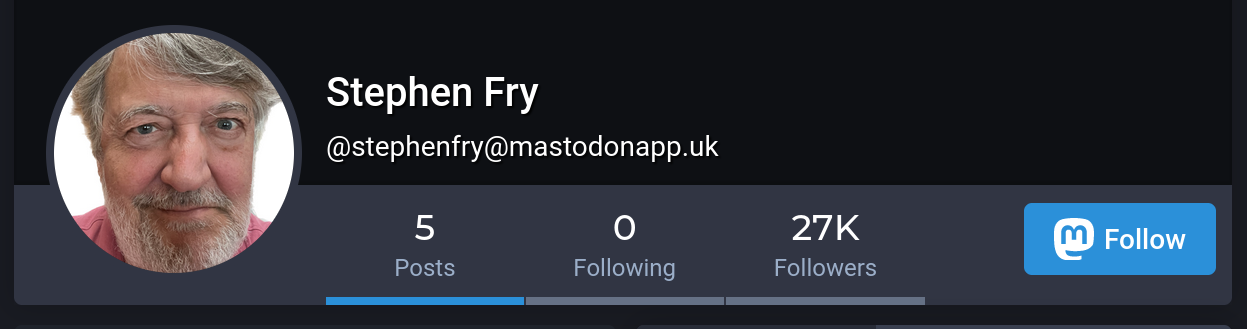 Stephen Fry
@stephenfry@mastodonapp.uk
5 0 27K
Posts Following Followers
Follow